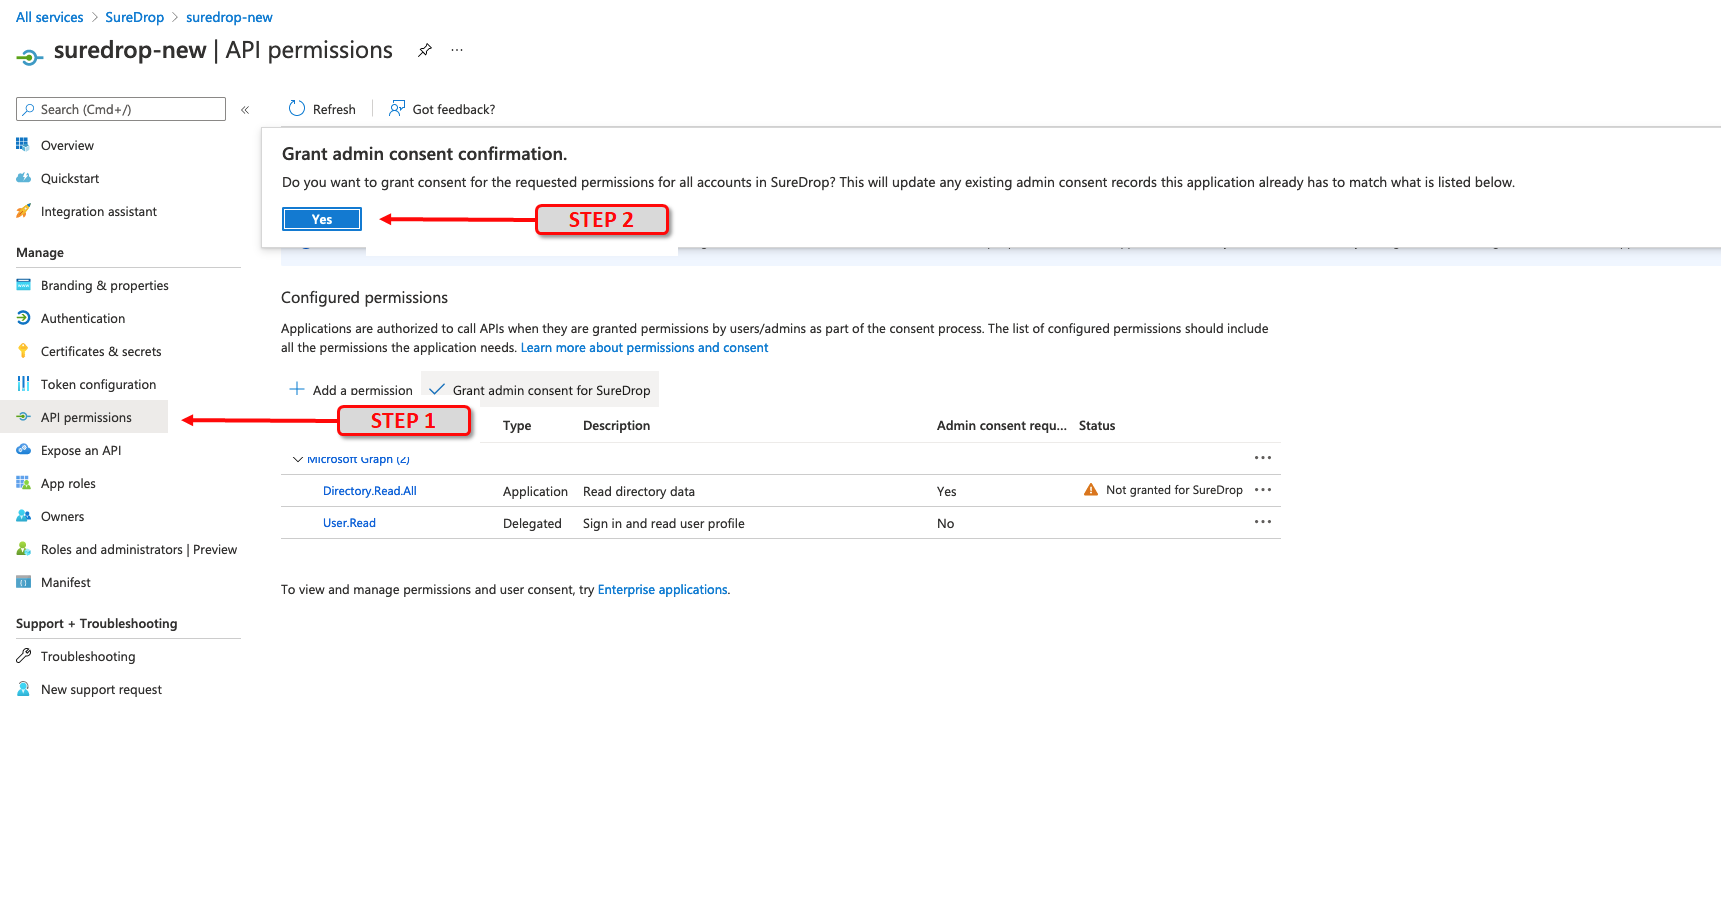 All services > SureDrop > suredrop-new
suredrop-new | API permissions
Search (Cmd+/)
«
Overview
Quickstart
Integration assistant
Manage
Branding & properties
Authentication
Certificates & secrets
Token configuration
API permissions
Expose an API
App roles
Owners
Roles and administrators | Preview
Manifest
Support + Troubleshooting
Troubleshooting
New support request
Refresh
Got feedback?
Grant admin consent confirmation.
Do you want to grant consent for the requested permissions for all accounts in SureDrop? This will update any existing admin consent records this application already has to match what is listed below.
Yes
STEP 2
Configured permissions
Applications are authorized to call APIs when they are granted permissions by users/admins as part of the consent process. The list of configured permissions should include
all the permissions the application needs. Learn more about permissions and consent
Add a permission
Grant admin consent for SureDrop
STEP 1
Type Description Admin consent requ... Status
Microsoft Graph (2)
Directory.Read.All Application Read directory data Yes Not granted for SureDrop
User.Read Delegated Sign in and read user profile No
To view and manage permissions and user consent, try Enterprise applications.